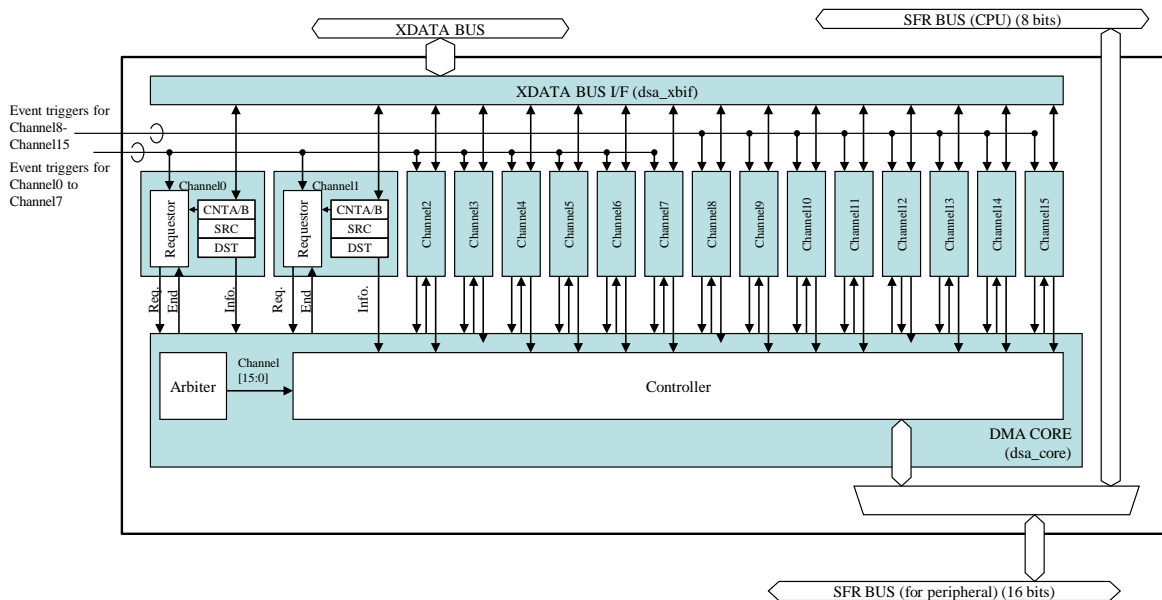 SFR BUS (CPU) (8 bits)
XDATA BUS
XDATA BUS I/F (dsa_xbif)
Event triggers for
Channel8-
Channel15
Event triggers for
Channel0 to
Channel7
Channel0
Requestor
CNTA/B
SRC
DST
Channel1
Requestor
CNTA/B
SRC
DST
Channel2
Channel3
Channel4
Channel5
Channel6
Channel7
Channel8
Channel9
Channel10
Channel11
Channel12
Channel13
Channel14
Channel15
Req.
End
Info.
Req.
End
Info.
Arbiter
Channel
[15:0]
Controller
DMA CORE
(dsa_core)
SFR BUS (for peripheral) (16 bits)